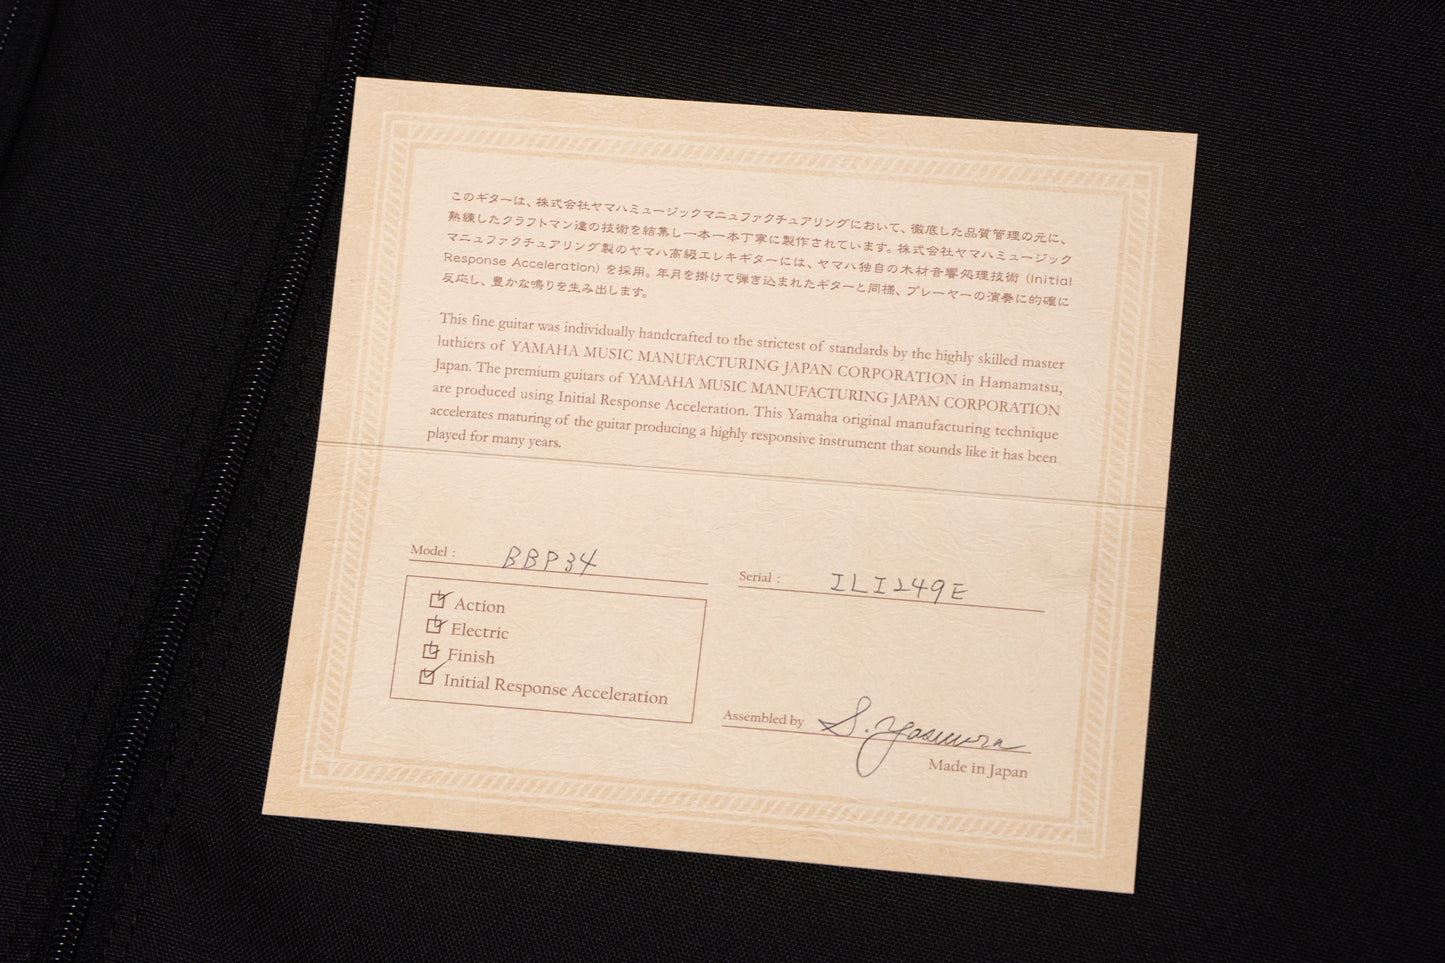 このギターは、株式会社ヤマハミュージックマニュファクチュアリングにおいて、徹底した品質管理の元に、
熟練したクラフトマン達の技術を結集し一本一本丁寧に製作されています。株式会社ヤマハミュージック
マニュファクチュアリング製のヤマハ高級エレキギターには、ヤマハ独自の木材音響処理技術 (Initial
Response Acceleration) を採用。年月を掛けて弾き込まれたギターと同様、プレーヤーの演奏に的確に
反応し、豊かな鳴りを生み出します。
This fine guitar was individually handcrafted to the strictest of standards by the highly skilled master
luthiers of YAMAHA MUSIC MANUFACTURING JAPAN CORPORATION in Hamamatsu,
Japan. The premium guitars of YAMAHA MUSIC MANUFACTURING JAPAN CORPORATION
are produced using Initial Response Acceleration. This Yamaha original manufacturing technique
accelerates maturing of the guitar producing a highly responsive instrument that sounds like it has been
played for many years.
Model : BBP34
Serial : ILI249E
Action
Electric
Finish
Initial Response Acceleration
Assembled by S. Yasumura
Made in Japan